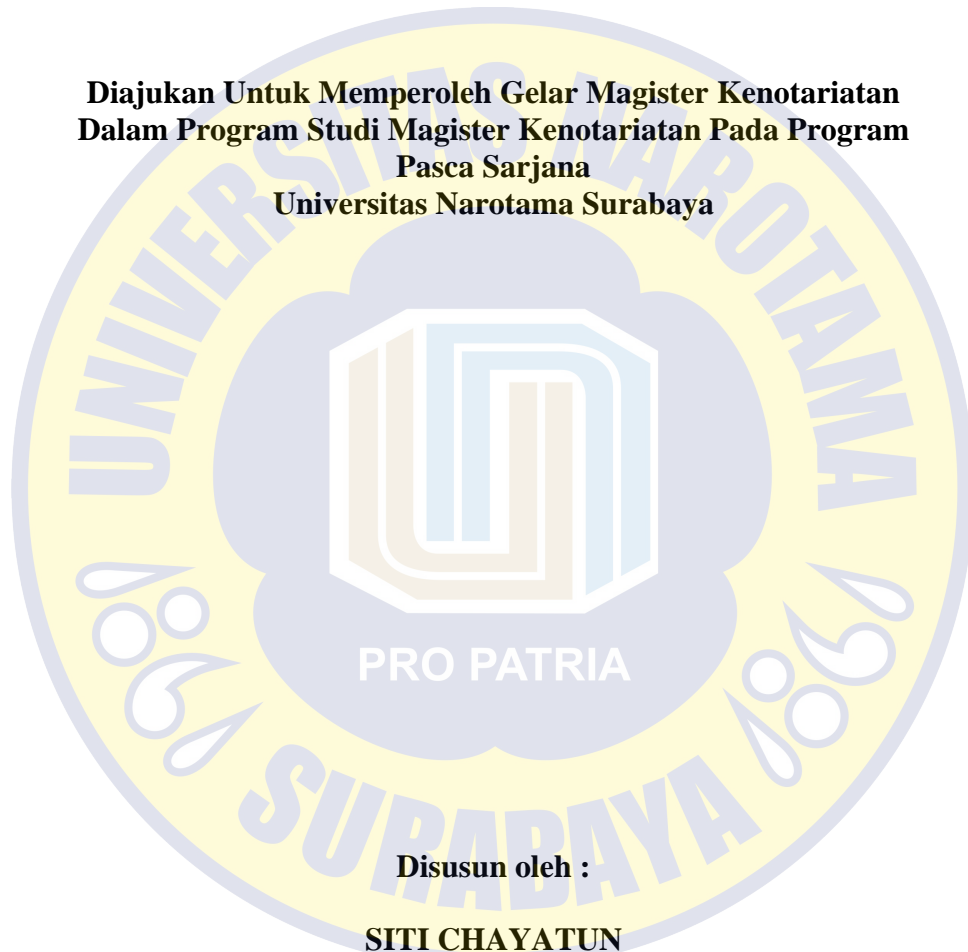 Diajukan Untuk Memperoleh Gelar Magister Kenotariatan
Dalam Program Studi Magister Kenotariatan Pada Program
Pasca Sarjana
Universitas Narotama Surabaya
UNIVERSITAS NAROTAMA
PRO PATRIA
SURABAYA
Disusun oleh :
SITI CHAYATUN